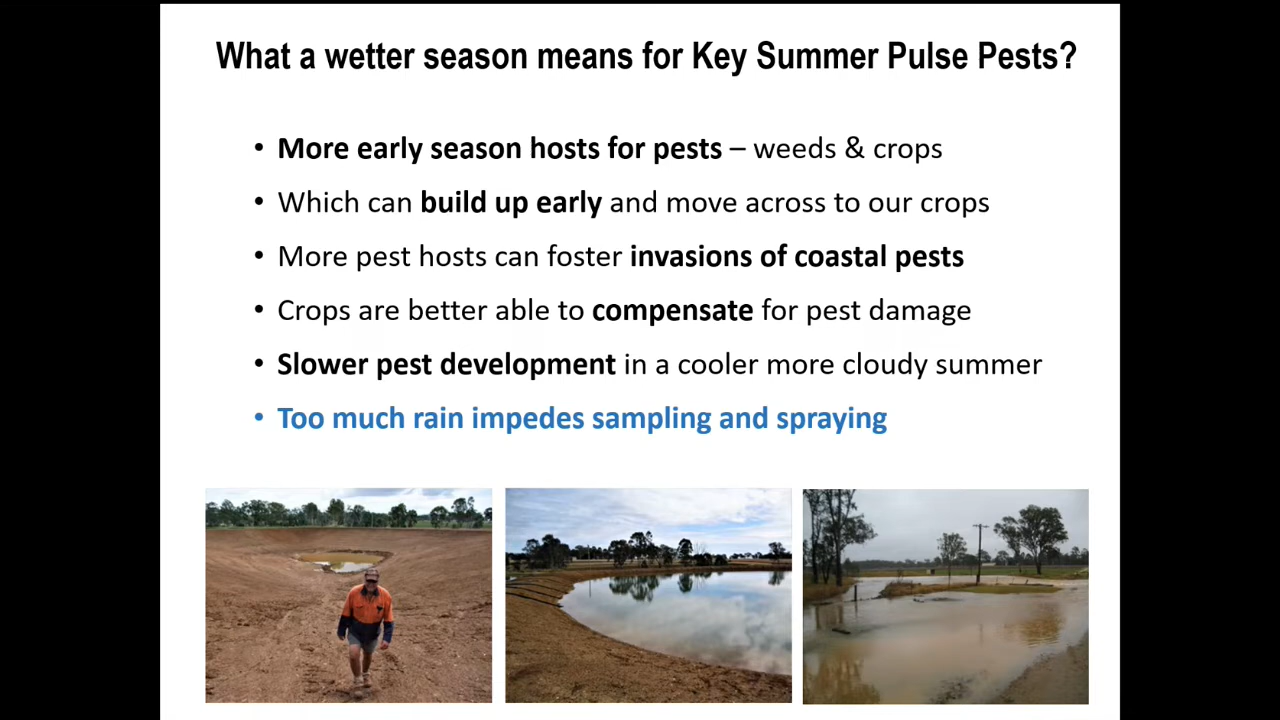 What a wetter season means for Key Summer Pulse Pests?
• More early season hosts for pests – weeds & crops
• Which can build up early and move across to our crops
• More pest hosts can foster invasions of coastal pests
• Crops are better able to compensate for pest damage
• Slower pest development in a cooler more cloudy summer
• Too much rain impedes sampling and spraying